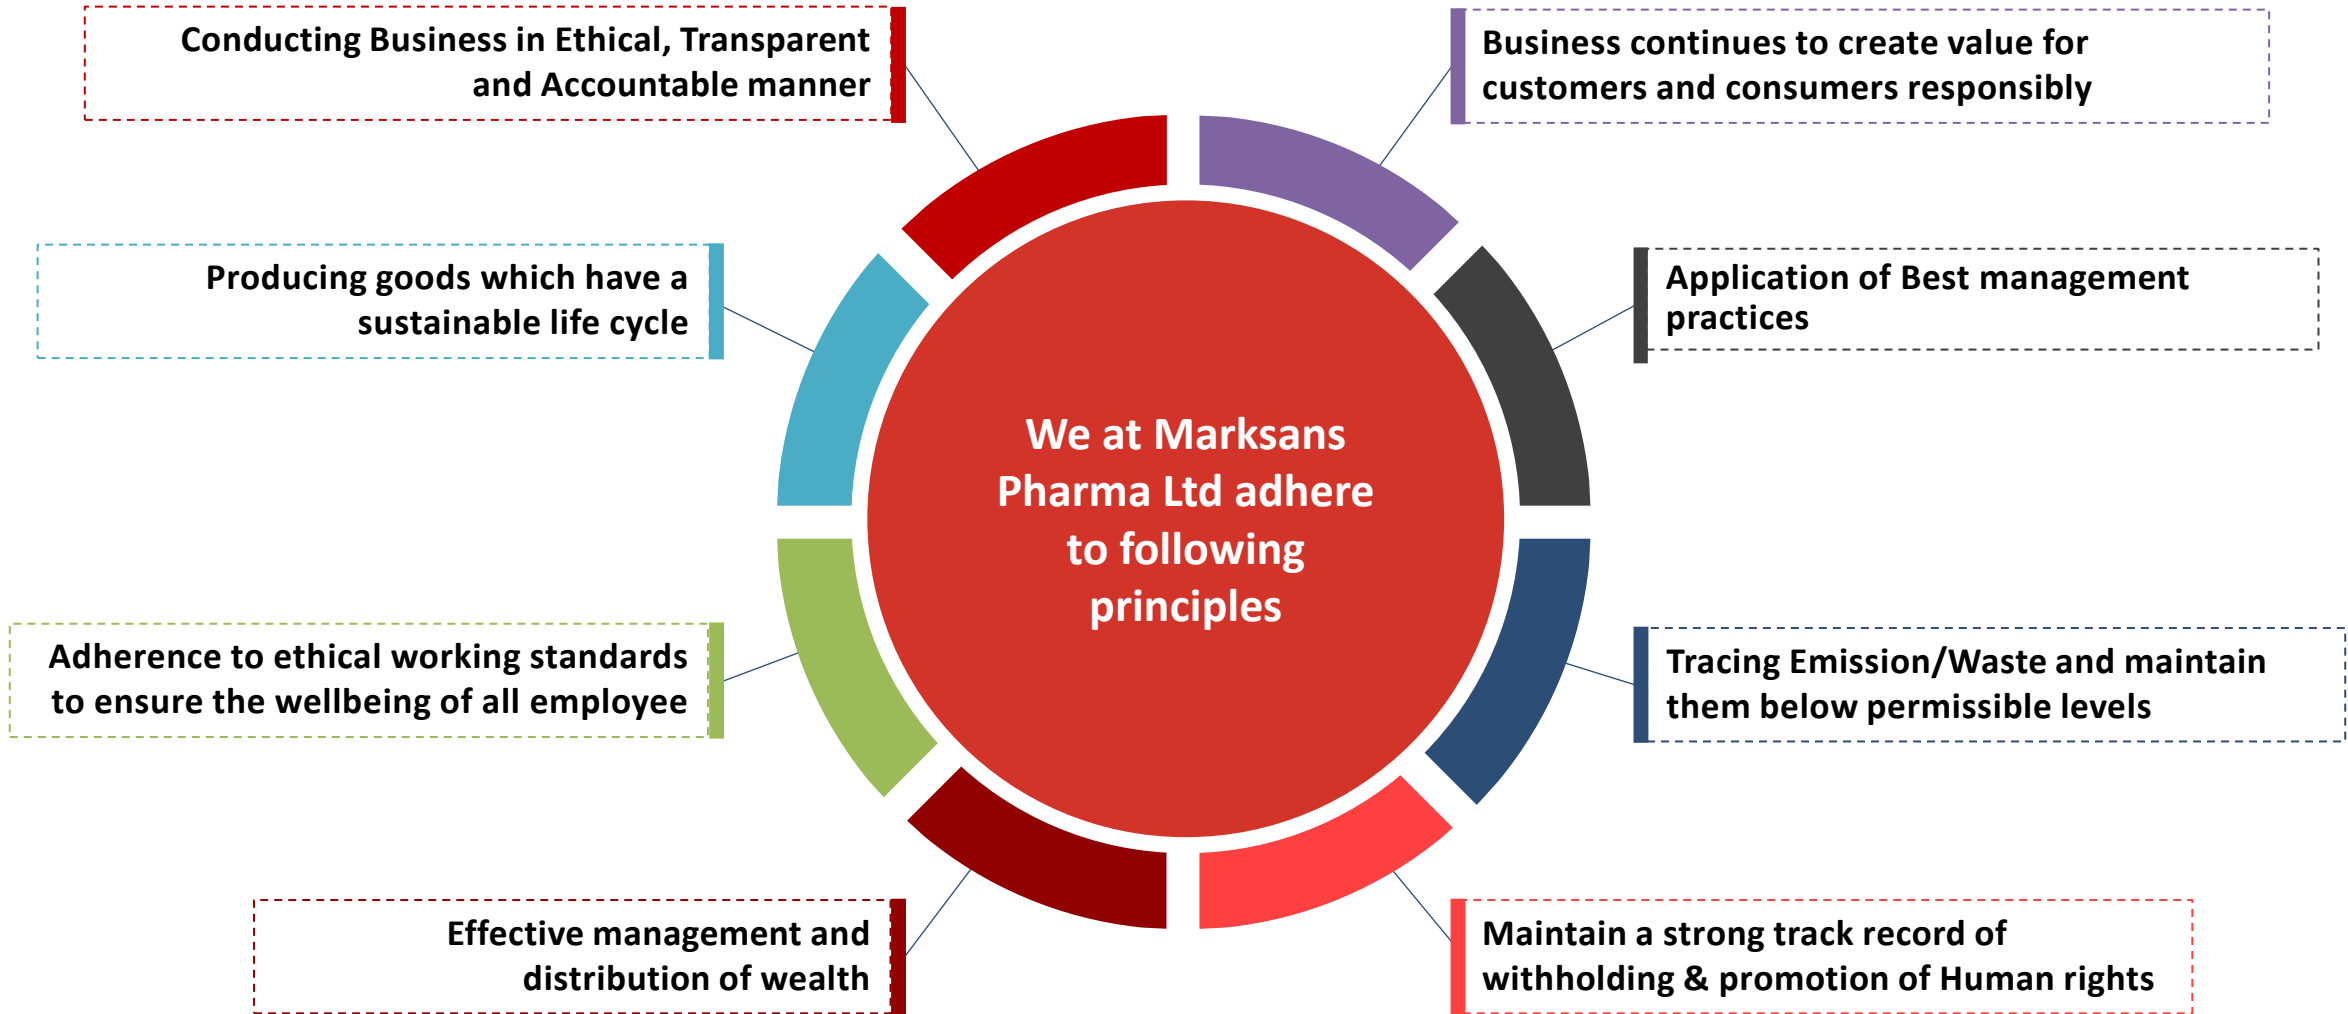 Conducting Business in Ethical, Transparent
and Accountable manner
Business continues to create value for
customers and consumers responsibly
Producing goods which have a
sustainable life cycle
Application of Best management
practices
We at Marksans
Pharma Ltd adhere
to following
principles
Adherence to ethical working standards
to ensure the wellbeing of all employee
Tracing Emission/Waste and maintain
them below permissible levels
Effective management and
distribution of wealth
Maintain a strong track record of
withholding & promotion of Human rights